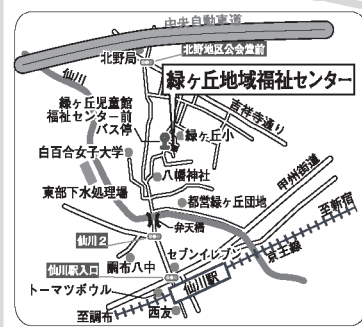 中央自動車道
北野地区公会堂前
北野局
仙川
緑ヶ丘地域福祉センター
吉祥寺通り
緑ヶ丘児童館
福祉センター前
バス停
緑ヶ丘小
白百合女子大学
八幡神社
甲州街道
東部下水処理場
都営緑ヶ丘団地
至新宿
弁天橋
京王線
仙川2
セブンイレブン
仙川駅入口
調布八中
仙川駅
トーマツボウル
西友
至調布